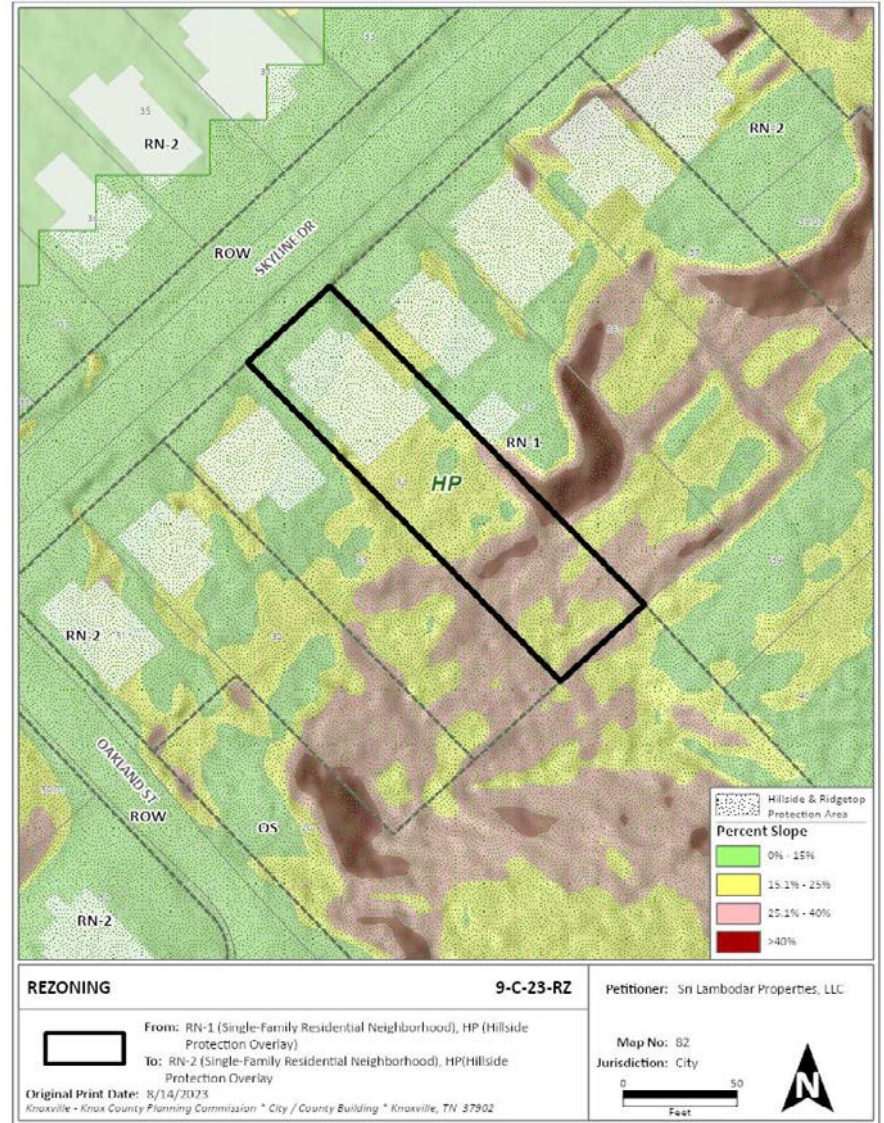 35
RN-2
RN-2
ROW
SKYLINE DR
RN-1
HP
RN-2
OAKLAND ST
ROW
OS
RN-2
Hillside & Ridgetop
Protection Area
Percent Slope
0% - 15%
15.1% - 25%
25.1% - 40%
>40%
REZONING
9-C-23-RZ
From: RN-1 (Single-Family Residential Neighborhood), HP (Hillside
Protection Overlay)
To: RN-2 (Single-Family Residential Neighborhood), HP(Hillside
Protection Overlay
Original Print Date: 8/14/2023
Knoxville - Knox County Planning Commission * City / County Building * Knoxville, TN 37902
Petitioner: Sri Lambodar Properties, LLC
Map No: 82
Jurisdiction: City
0 50
Feet
N